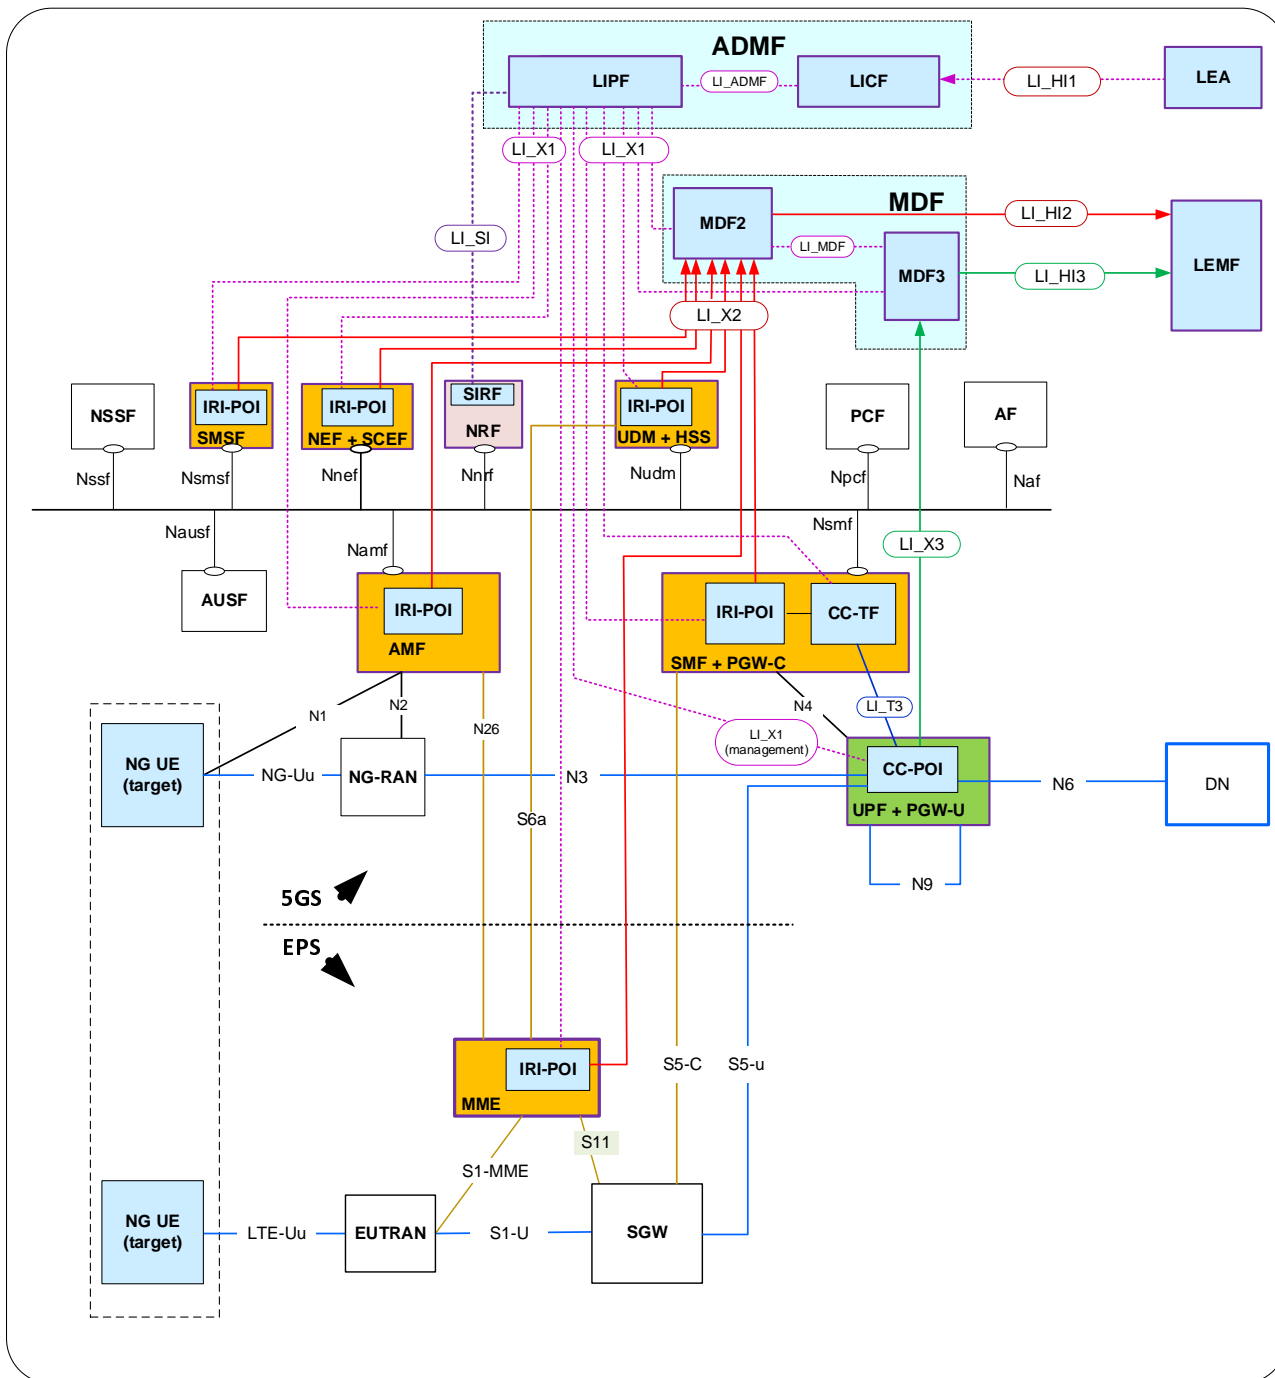 ADMF
LIPF
LI_ADMF
LICF
LI_HI1
LEA
LI_X1
LI_X1
MDF
MDF2
LI_HI2
LI_SI
LI_MDF
MDF3
LI_HI3
LEMF
LI_X2
NSSF
IRI-POI
SMSF
IRI-POI
NEF + SCEF
SIRF
NRF
IRI-POI
UDM + HSS
PCF
AF
Nssf
Nsmsf
Nnef
Nnrf
Nudm
Npcf
Naf
Nausf
Namf
Nsmf
LI_X3
AUSF
IRI-POI
AMF
IRI-POI
CC-TF
SMF + PGW-C
N1
N2
N26
N4
LI_T3
LI_X1
(management)
NG UE
(target)
NG-Uu
NG-RAN
N3
CC-POI
UPF + PGW-U
N6
DN
S6a
N9
5GS
EPS
IRI-POI
MME
S5-C
S5-u
S11
S1-MME
NG UE
(target)
LTE-Uu
EUTRAN
S1-U
SGW